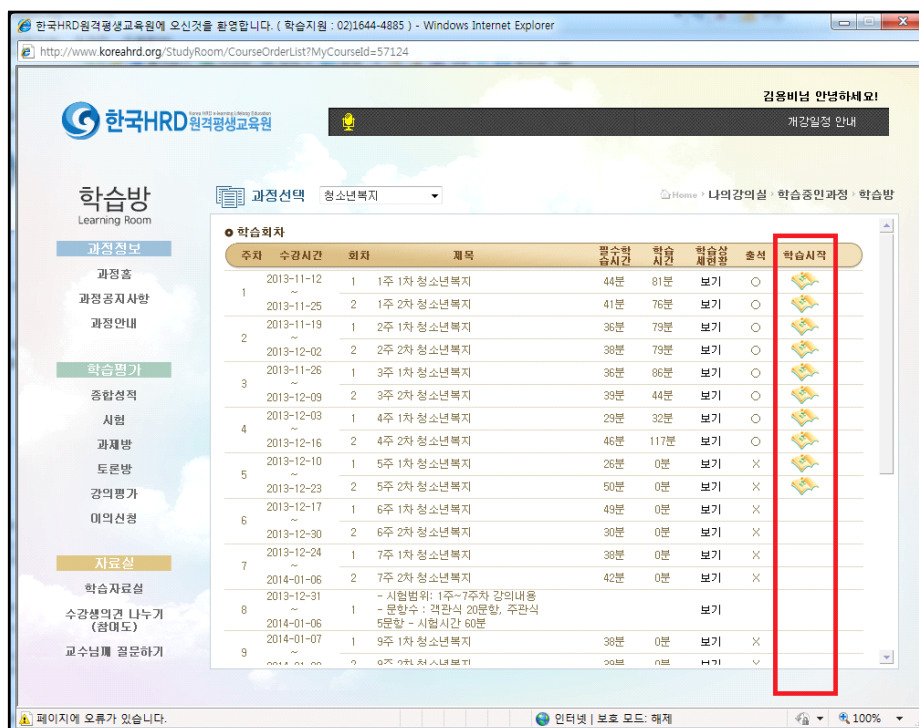 한국HRD원격평생교육원에 오신것을 환영합니다. ( 학습지원 : 02)1644-4885 ) - Windows Internet Explorer
http://www.koreahrd.org/StudyRoom/CourseOrderList?MyCourseId=57124
김용비님 안녕하세요!
한국HRD원격평생교육원
개강일정 안내
학습방
Learning Room
과정선택 청소년복지
Home 나의강의실 학습중인과정 학습방
과정정보
과정홈
과정공지사항
과정안내
학습평가
종합성적
시험
과제방
토론방
강의평가
이의신청
자료실
학습자료실
수강생의견 나누기
(참여도)
교수님께 질문하기
학습회차
주차 수강시간 회차 제목 필수학습시간 학습시간 학습상세현황 출석 학습시작
1 2013-11-12 ~ 2013-11-25
1 1주 1차 청소년복지 44분 81분 보기 ○
2 1주 2차 청소년복지 41분 76분 보기 ○
2 2013-11-19 ~ 2013-12-02
1 2주 1차 청소년복지 36분 79분 보기 ○
2 2주 2차 청소년복지 38분 79분 보기 ○
3 2013-11-26 ~ 2013-12-09
1 3주 1차 청소년복지 36분 86분 보기 ○
2 3주 2차 청소년복지 39분 44분 보기 ○
4 2013-12-03 ~ 2013-12-16
1 4주 1차 청소년복지 29분 32분 보기 ○
2 4주 2차 청소년복지 46분 117분 보기 ○
5 2013-12-10 ~ 2013-12-23
1 5주 1차 청소년복지 26분 0분 보기 X
2 5주 2차 청소년복지 50분 0분 보기 X
6 2013-12-17 ~ 2013-12-30
1 6주 1차 청소년복지 49분 0분 보기 X
2 6주 2차 청소년복지 30분 0분 보기 X
7 2013-12-24 ~ 2014-01-06
1 7주 1차 청소년복지 38분 0분 보기 X
2 7주 2차 청소년복지 42분 0분 보기 X
8 2013-12-31 ~ 2014-01-06
1 - 시험범위: 1주~7주차 강의내용
- 문항수 : 객관식 20문항, 주관식
5문항 - 시험시간 60분
보기
9 2014-01-07 ~
1 9주 1차 청소년복지 38분 0분 보기 X
2 9주 2차 청소년복지 0분 보기 X
페이지에 오류가 있습니다.
인터넷 | 보호 모드: 해제
100%